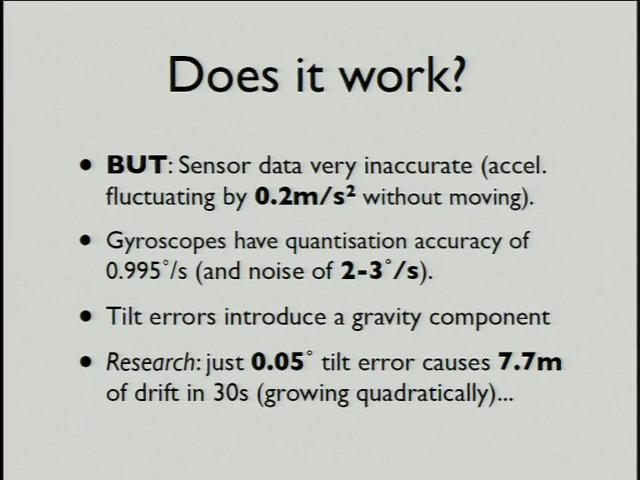 Does it work?
• BUT: Sensor data very inaccurate (accel.
fluctuating by 0.2m/s² without moving).
• Gyroscopes have quantisation accuracy of
0.995°/s (and noise of 2-3°/s).
• Tilt errors introduce a gravity component
• Research: just 0.05° tilt error causes 7.7m
of drift in 30s (growing quadratically)...